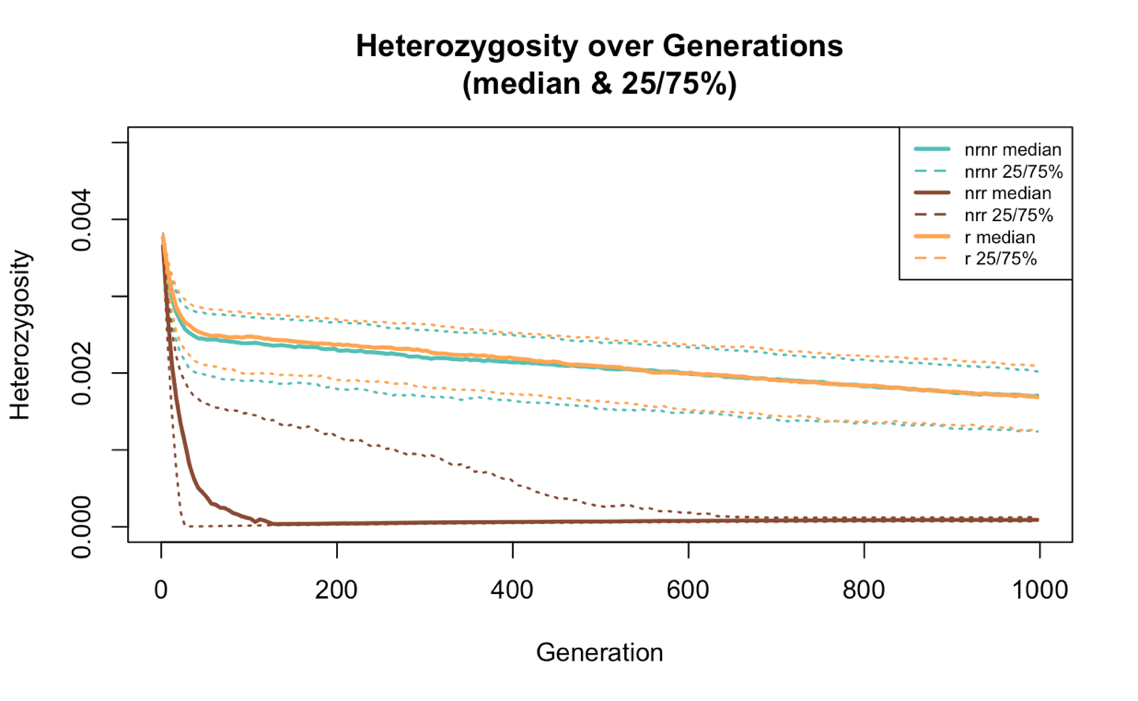 Heterozygosity over Generations
(median & 25/75%)
nrnr median
nrnr 25/75%
nrr median
nrr 25/75%
r median
r 25/75%
Heterozygosity
0.004
0.002
0.000
0
200
400
600
800
1000
Generation